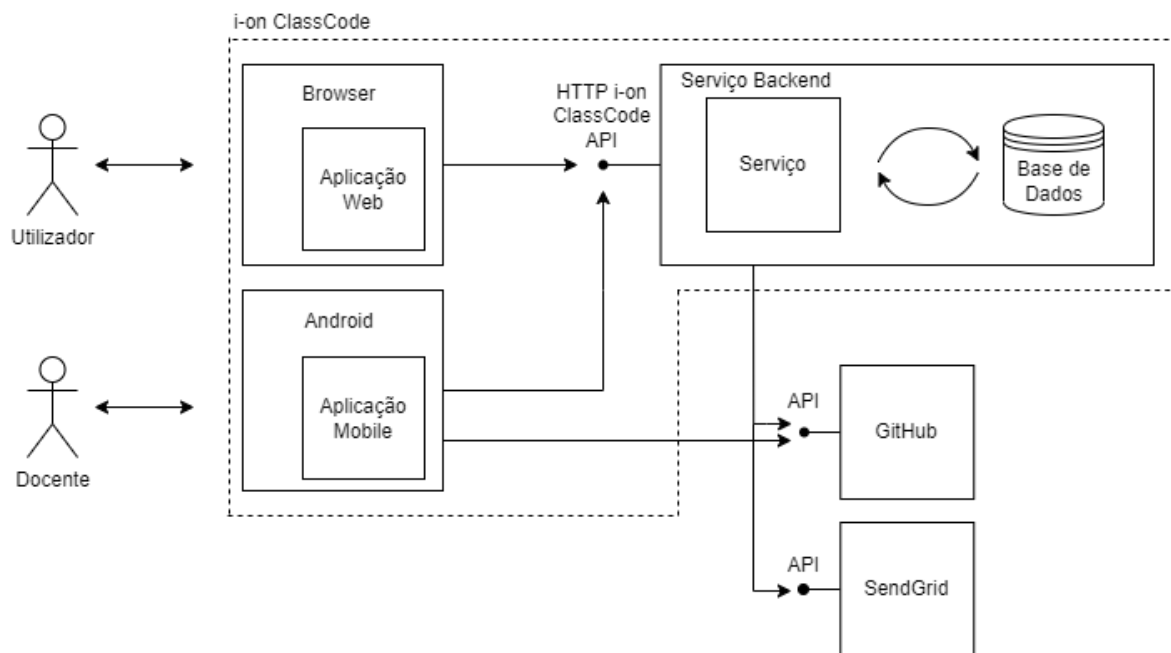 i-on ClassCode
Browser
Aplicação
Web
HTTP i-on
ClassCode
API
Serviço Backend
Serviço
Base de
Dados
Utilizador
Android
Aplicação
Mobile
Docente
API
GitHub
API
SendGrid